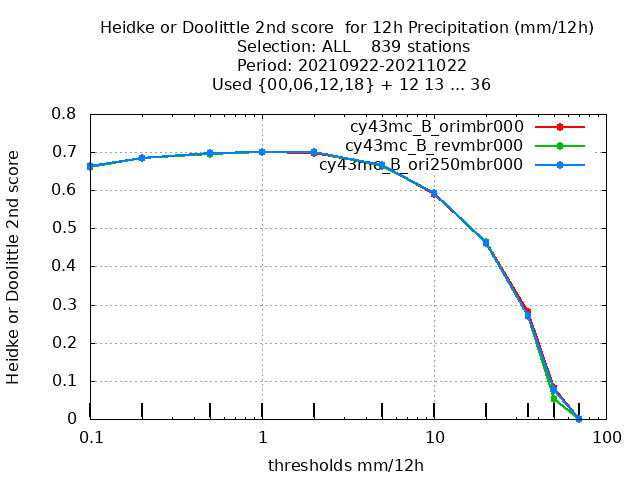 Heidke or Doolittle 2nd score  for 12h Precipitation (mm/12h)
Selection: ALL    839 stations
Period: 20210922-20211022
Used {00,06,12,18} + 12 13 ... 36
cy43mc_B_orimbr000
cy43mc_B_revmbr000
cy43mc_B_ori250mbr000
Heidke or Doolittle 2nd score
0.8
0.7
0.6
0.5
0.4
0.3
0.2
0.1
0
0.1 1 10 100
thresholds mm/12h